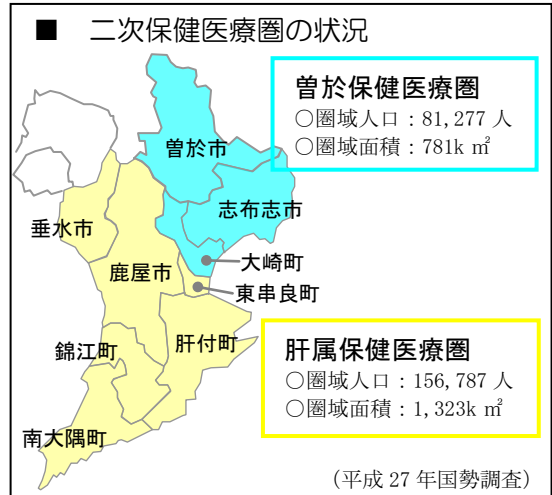 ■ 二次保健医療圏の状況
曽於保健医療圏
○圏域人口:81,277 人
○圏域面積:781k ㎡
曽於市
志布志市
垂水市
大崎町
鹿屋市
東串良町
肝付町
錦江町
肝属保健医療圏
○圏域人口:156,787 人
○圏域面積:1,323k ㎡
南大隅町
(平成 27 年国勢調査)